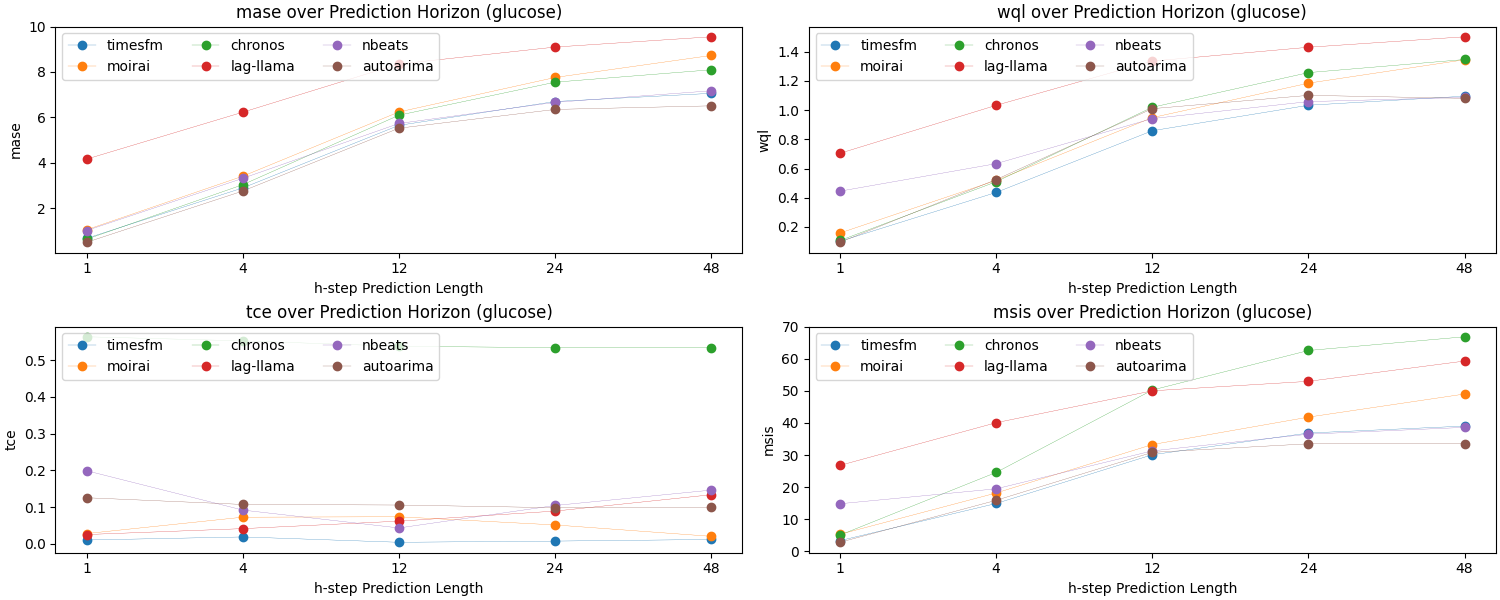 mase over Prediction Horizon (glucose)
timesfm chronos nbeats
moirai lag-llama autoarima
10
8
6
4
2
mase
1 4 12 24 48
h-step Prediction Length
wql over Prediction Horizon (glucose)
timesfm chronos nbeats
moirai lag-llama autoarima
1.4
1.2
1.0
0.8
0.6
0.4
0.2
wql
1 4 12 24 48
h-step Prediction Length
tce over Prediction Horizon (glucose)
timesfm chronos nbeats
moirai lag-llama autoarima
0.5
0.4
0.3
0.2
0.1
0.0
tce
1 4 12 24 48
h-step Prediction Length
msis over Prediction Horizon (glucose)
timesfm chronos nbeats
moirai lag-llama autoarima
70
60
50
40
30
20
10
0
msis
1 4 12 24 48
h-step Prediction Length